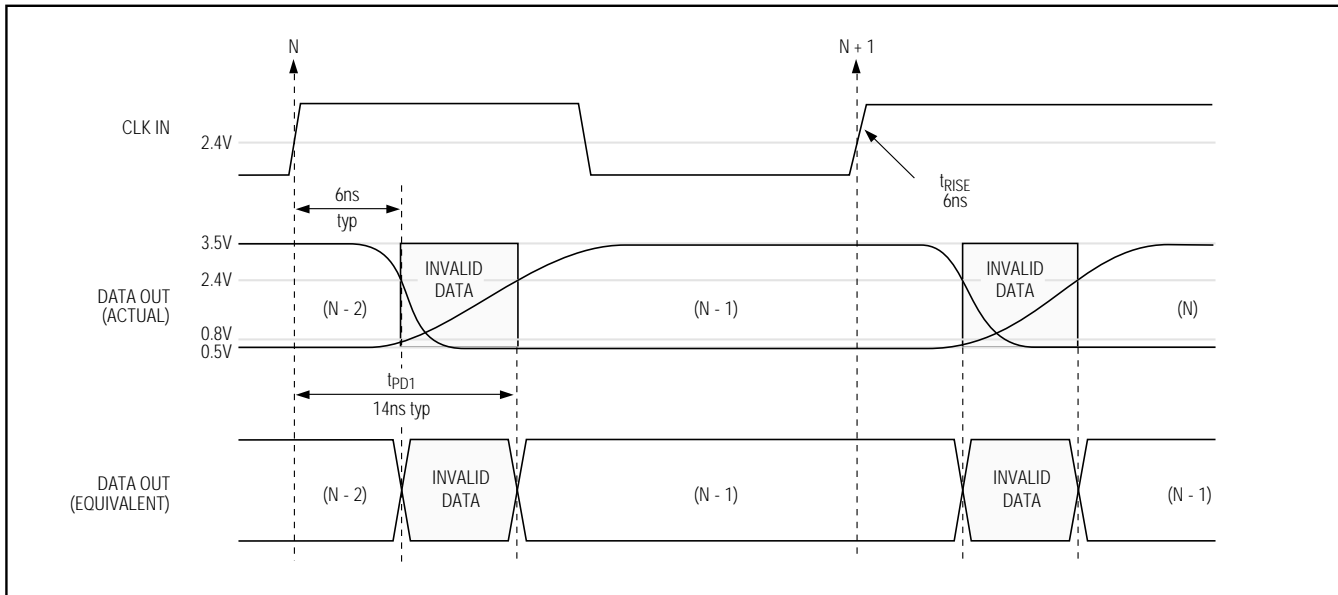 N
N + 1
CLK IN
2.4V
tRISE
6ns
6ns
typ
3.5V
2.4V
0.8V
0.5V
DATA OUT
(ACTUAL)
(N - 2)
INVALID
DATA
(N - 1)
INVALID
DATA
(N)
tPD1
14ns typ
DATA OUT
(EQUIVALENT)
(N - 2)
INVALID
DATA
(N - 1)
INVALID
DATA
(N - 1)